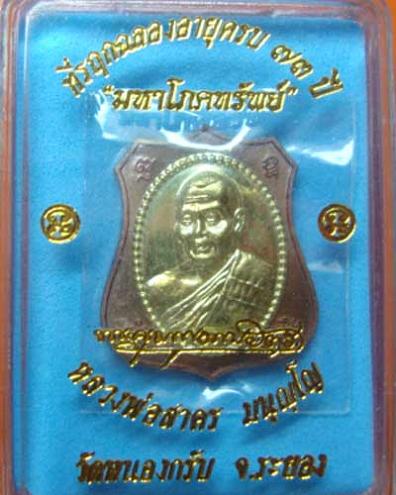 ที่รฤกฉลองอายุครบ ๗๓ ปี
"มหาโภคทรัพย์"
หลวงพ่อสาคร มนุญฺโญ
วัดหนองกรับ จ.ระยอง